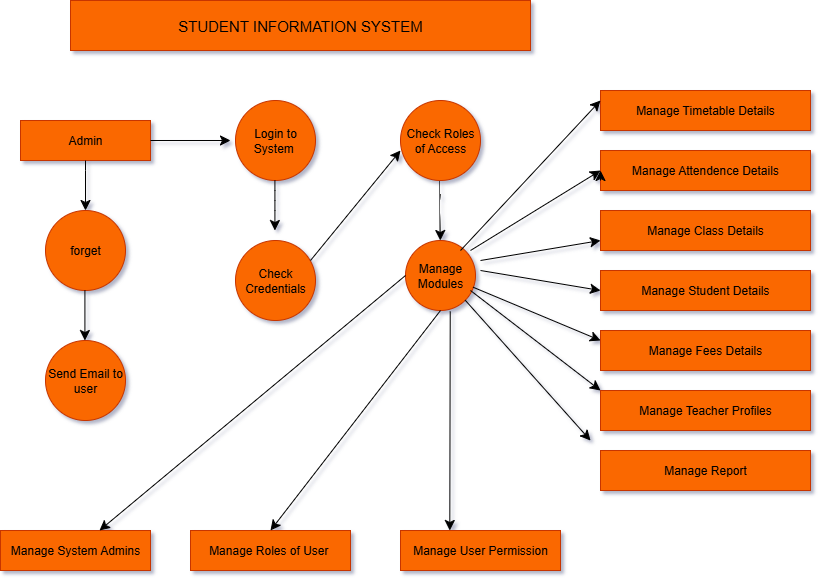 STUDENT INFORMATION SYSTEM
Admin
Login to
System
Check Roles
of Access
Manage Timetable Details
Manage Attendence Details
Manage Class Details
forget
Check
Credentials
Manage
Modules
Manage Student Details
Manage Fees Details
Send Email to
user
Manage Teacher Profiles
Manage Report
Manage System Admins
Manage Roles of User
Manage User Permission